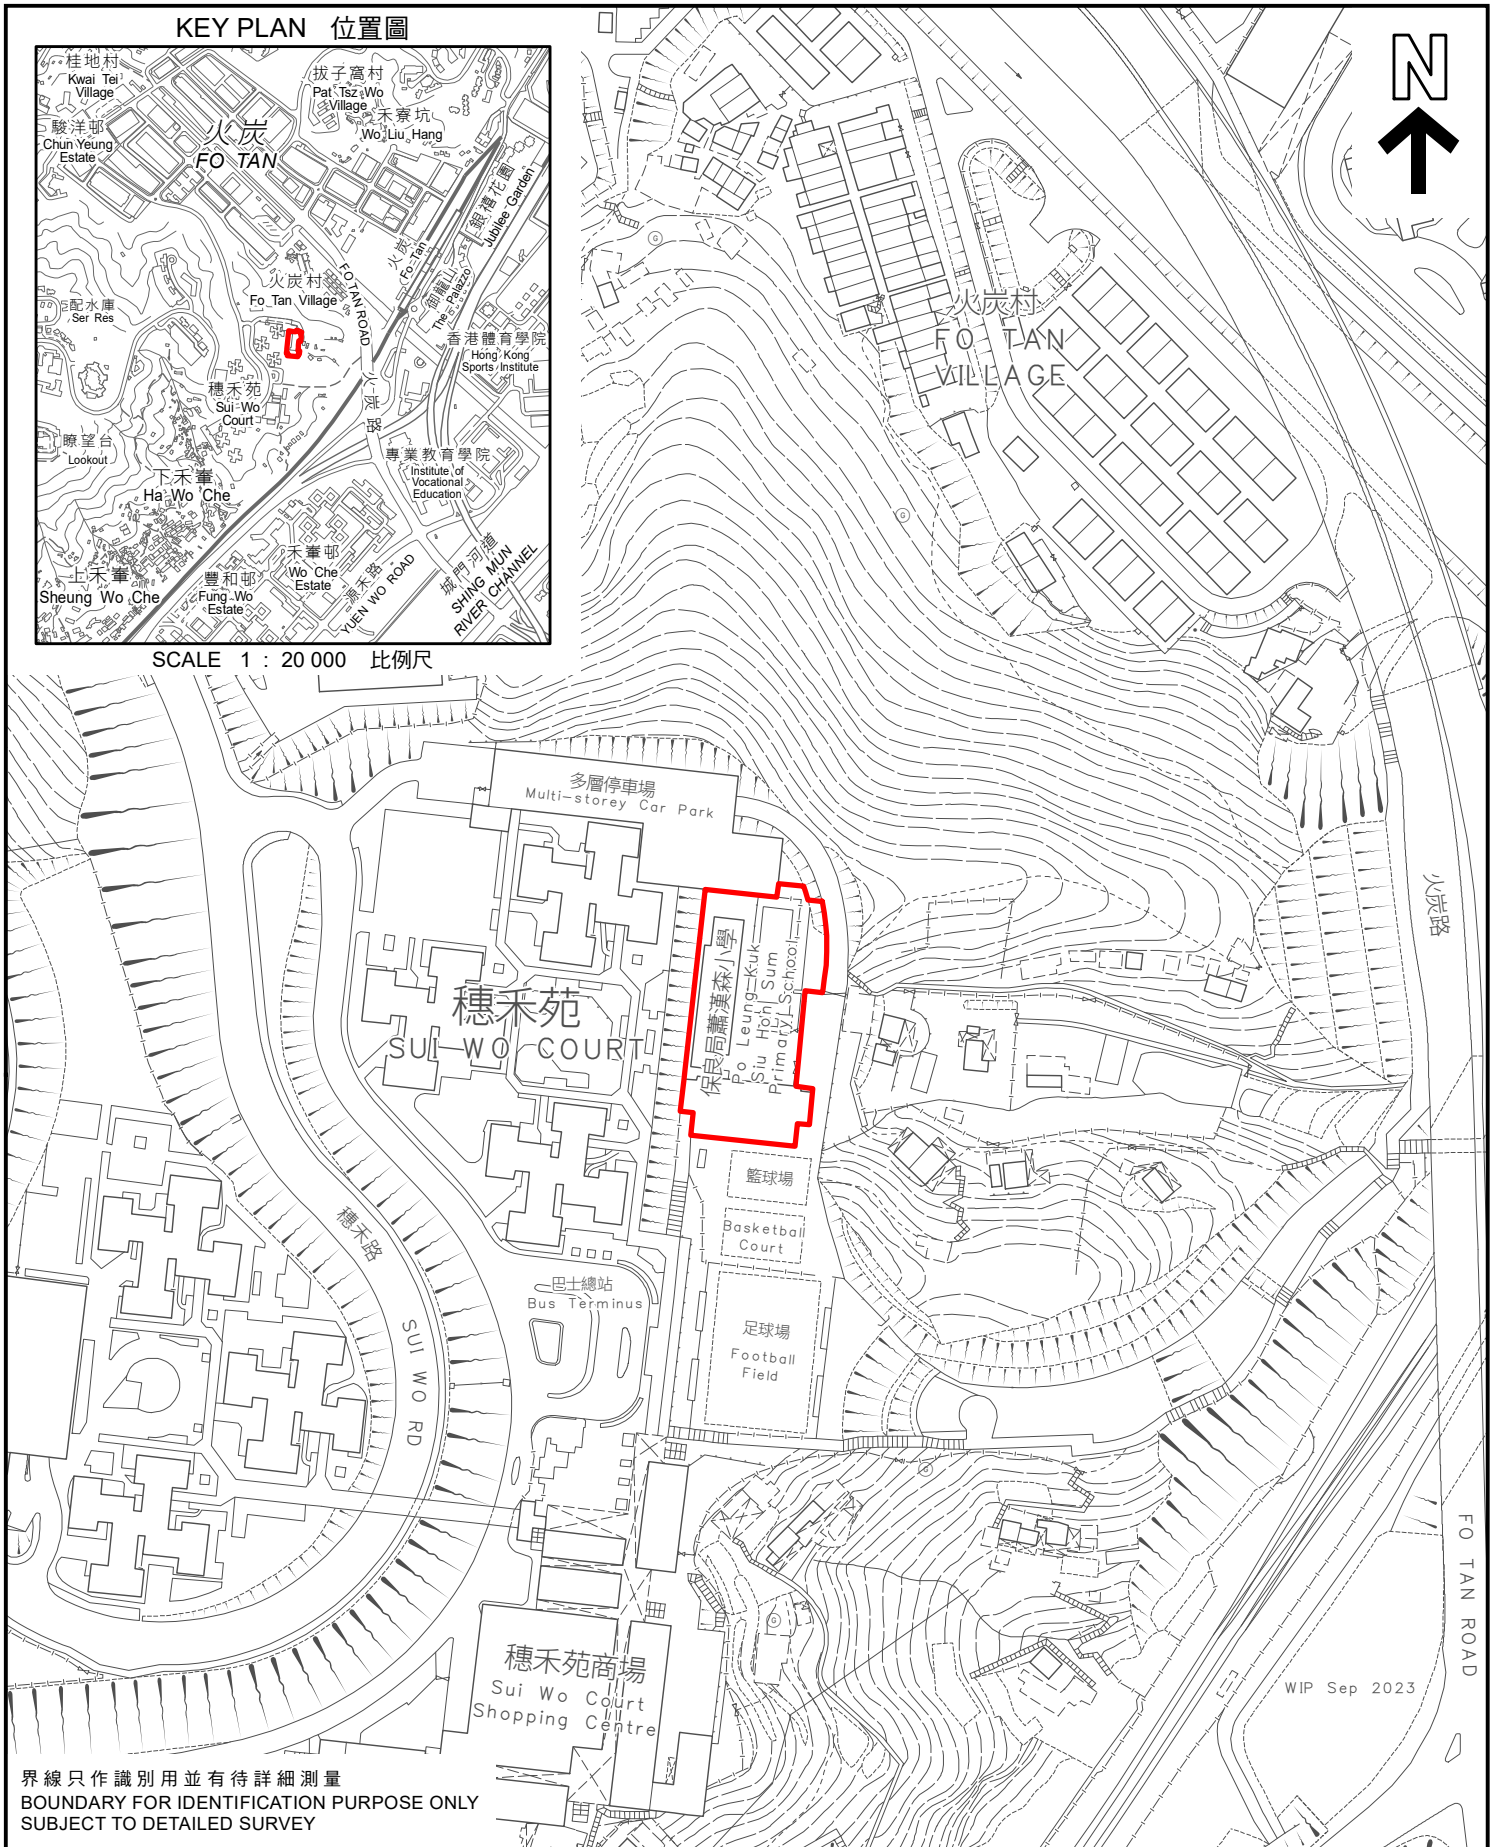 KEY PLAN 位置圖
桂地村
Kwai Tei
Village
拔子窩村
Pat Tsz Wo
Village
禾寮坑
Wo Liu Hang
駿洋邨
Chun Yeung
Estate
火炭
FO TAN
銀禧花園
Jubilee Garden
火炭
Fo Tan
御龍山
The Palazzo
火炭村
Fo Tan Village
FO TAN ROAD
火炭路
配水庫
Ser Res
香港體育學院
Hong Kong
Sports Institute
穗禾苑
Sui Wo
Court
瞭望台
Lookout
專業教育學院
Institute of
Vocational
Education
下禾輋
Ha Wo Che
禾輋邨
Wo Che
Estate
上禾輋
Sheung Wo Che
豐和邨
Fung Wo
Estate
源禾路
YUEN WO ROAD
城門河道
SHING MUN
RIVER CHANNEL
SCALE 1 : 20 000 比例尺
N
火炭村
FO TAN
VILLAGE
G
G
多層停車場
Multi-storey Car Park
火炭路
穗禾苑
SUI WO COURT
保良局蕭漢森小學
Po Leung Kuk
Siu Hon Sum
Primary School
籃球場
Basketball
Court
穗禾路
SUI WO RD
巴士總站
Bus Terminus
足球場
Football
Field
G
G
FO TAN ROAD
穗禾苑商場
Sui Wo Court
Shopping Centre
WIP Sep 2023
界線只作識別用並有待詳細測量
BOUNDARY FOR IDENTIFICATION PURPOSE ONLY
SUBJECT TO DETAILED SURVEY